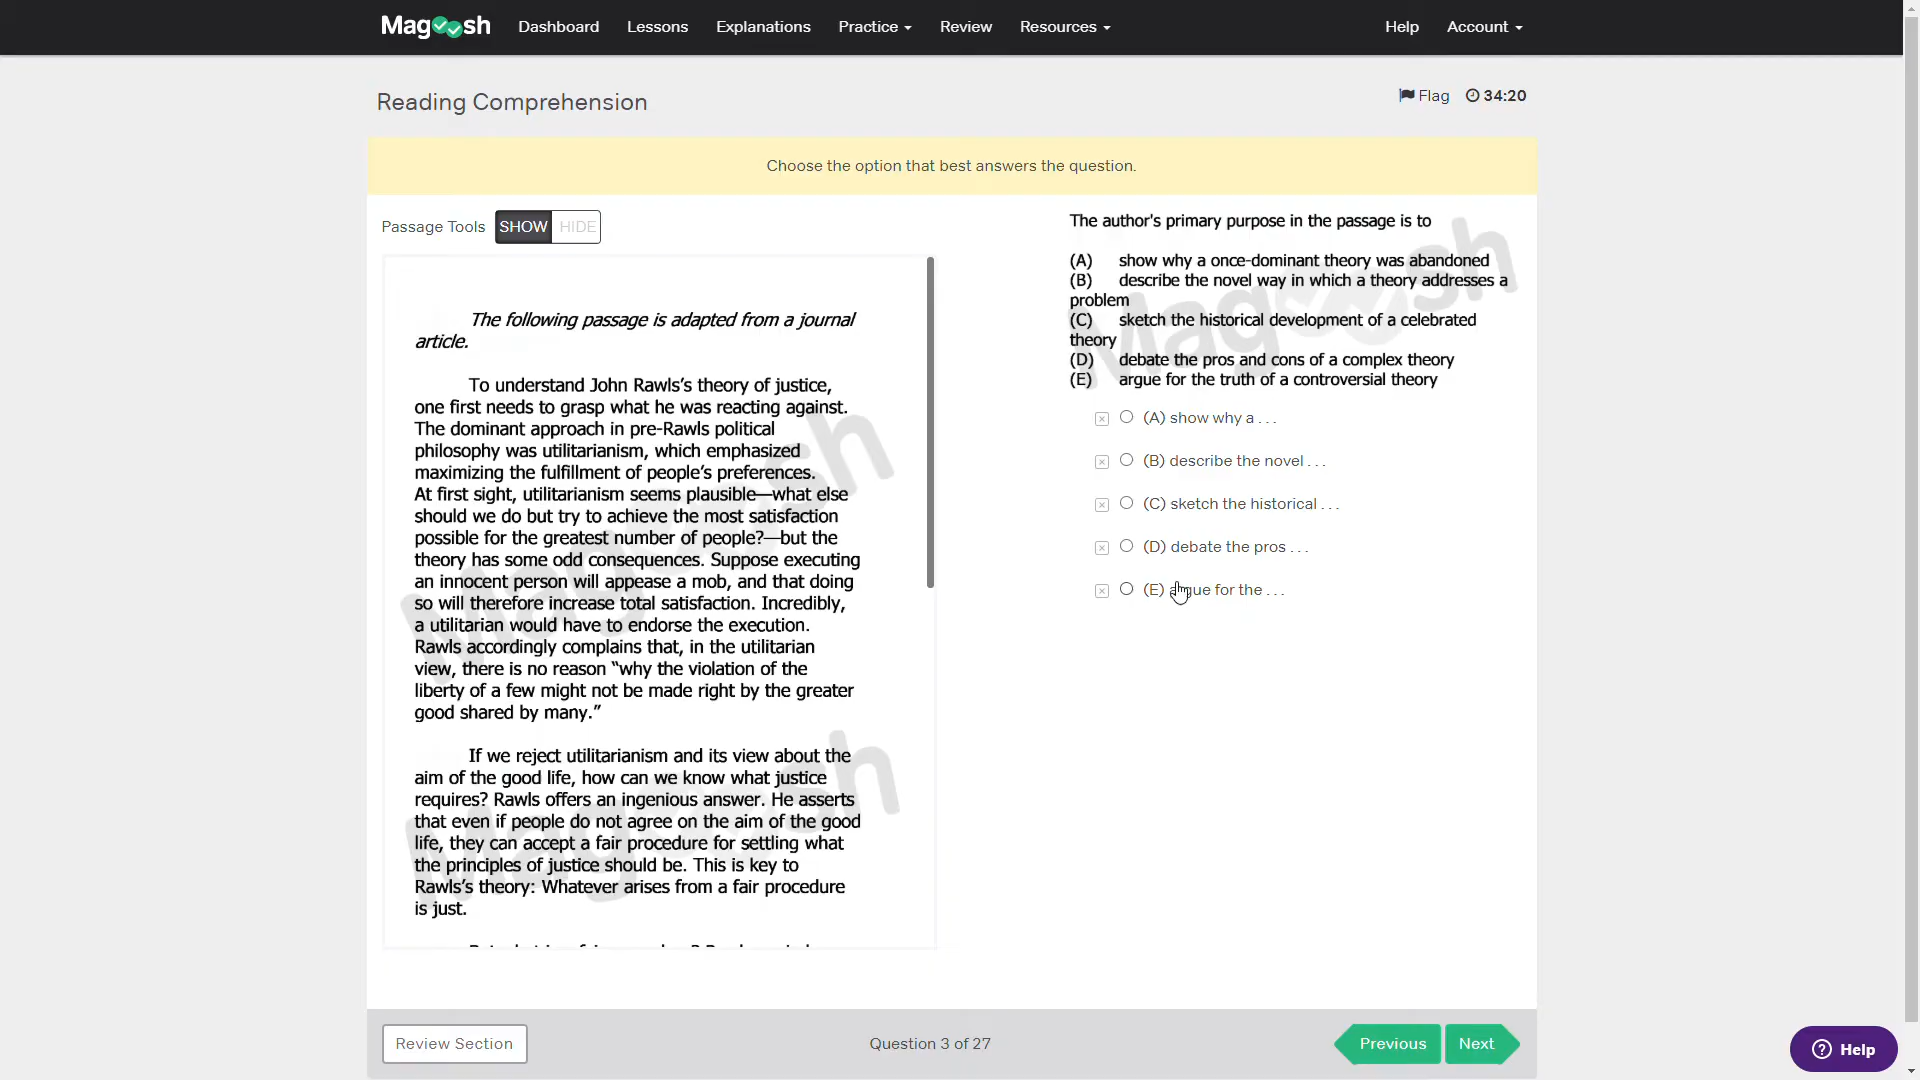 Magoosh Dashboard Lessons Explanations Practice Review Resources Help Account
Reading Comprehension
Flag 34:20
Choose the option that best answers the question.
Passage Tools SHOW HIDE
The following passage is adapted from a journal
article.
To understand John Rawls's theory of justice,
one first needs to grasp what he was reacting against.
The dominant approach in pre-Rawls political
philosophy was utilitarianism, which emphasized
maximizing the fulfillment of people's preferences.
At first sight, utilitarianism seems plausible—what else
should we do but try to achieve the most satisfaction
possible for the greatest number of people?—but the
theory has some odd consequences. Suppose executing
an innocent person will appease a mob, and that doing
so will therefore increase total satisfaction. Incredibly,
a utilitarian would have to endorse the execution.
Rawls accordingly complains that, in the utilitarian
view, there is no reason "why the violation of the
liberty of a few might not be made right by the greater
good shared by many."
If we reject utilitarianism and its view about the
aim of the good life, how can we know what justice
requires? Rawls offers an ingenious answer. He asserts
that even if people do not agree on the aim of the good
life, they can accept a fair procedure for settling what
the principles of justice should be. This is key to
Rawls's theory: Whatever arises from a fair procedure
is just.
The author's primary purpose in the passage is to
(A) show why a once-dominant theory was abandoned
(B) describe the novel way in which a theory addresses a
problem
(C) sketch the historical development of a celebrated
theory
(D) debate the pros and cons of a complex theory
(E) argue for the truth of a controversial theory
(A) show why a . . .
(B) describe the novel . . .
(C) sketch the historical . . .
(D) debate the pros . . .
(E) argue for the . . .
Magoosh
Magoosh
Magoosh
Review Section Question 3 of 27 Previous Next
Help